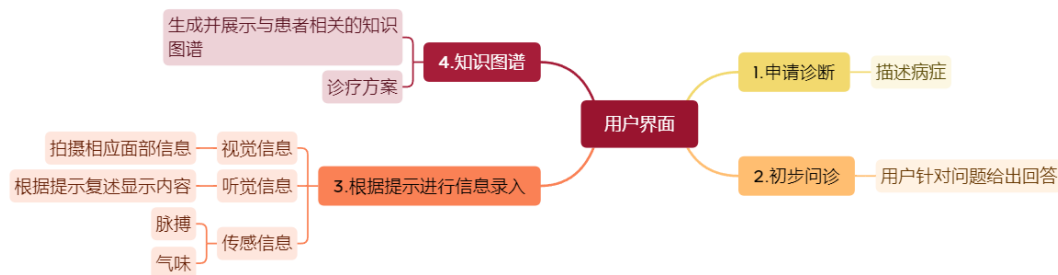 用户界面
1.申请诊断
描述病症
2.初步问诊
用户针对问题给出回答
3.根据提示进行信息录入
视觉信息
拍摄相应面部信息
听觉信息
根据提示复述显示内容
传感信息
脉搏
气味
4.知识图谱
生成并展示与患者相关的知识
图谱
诊疗方案